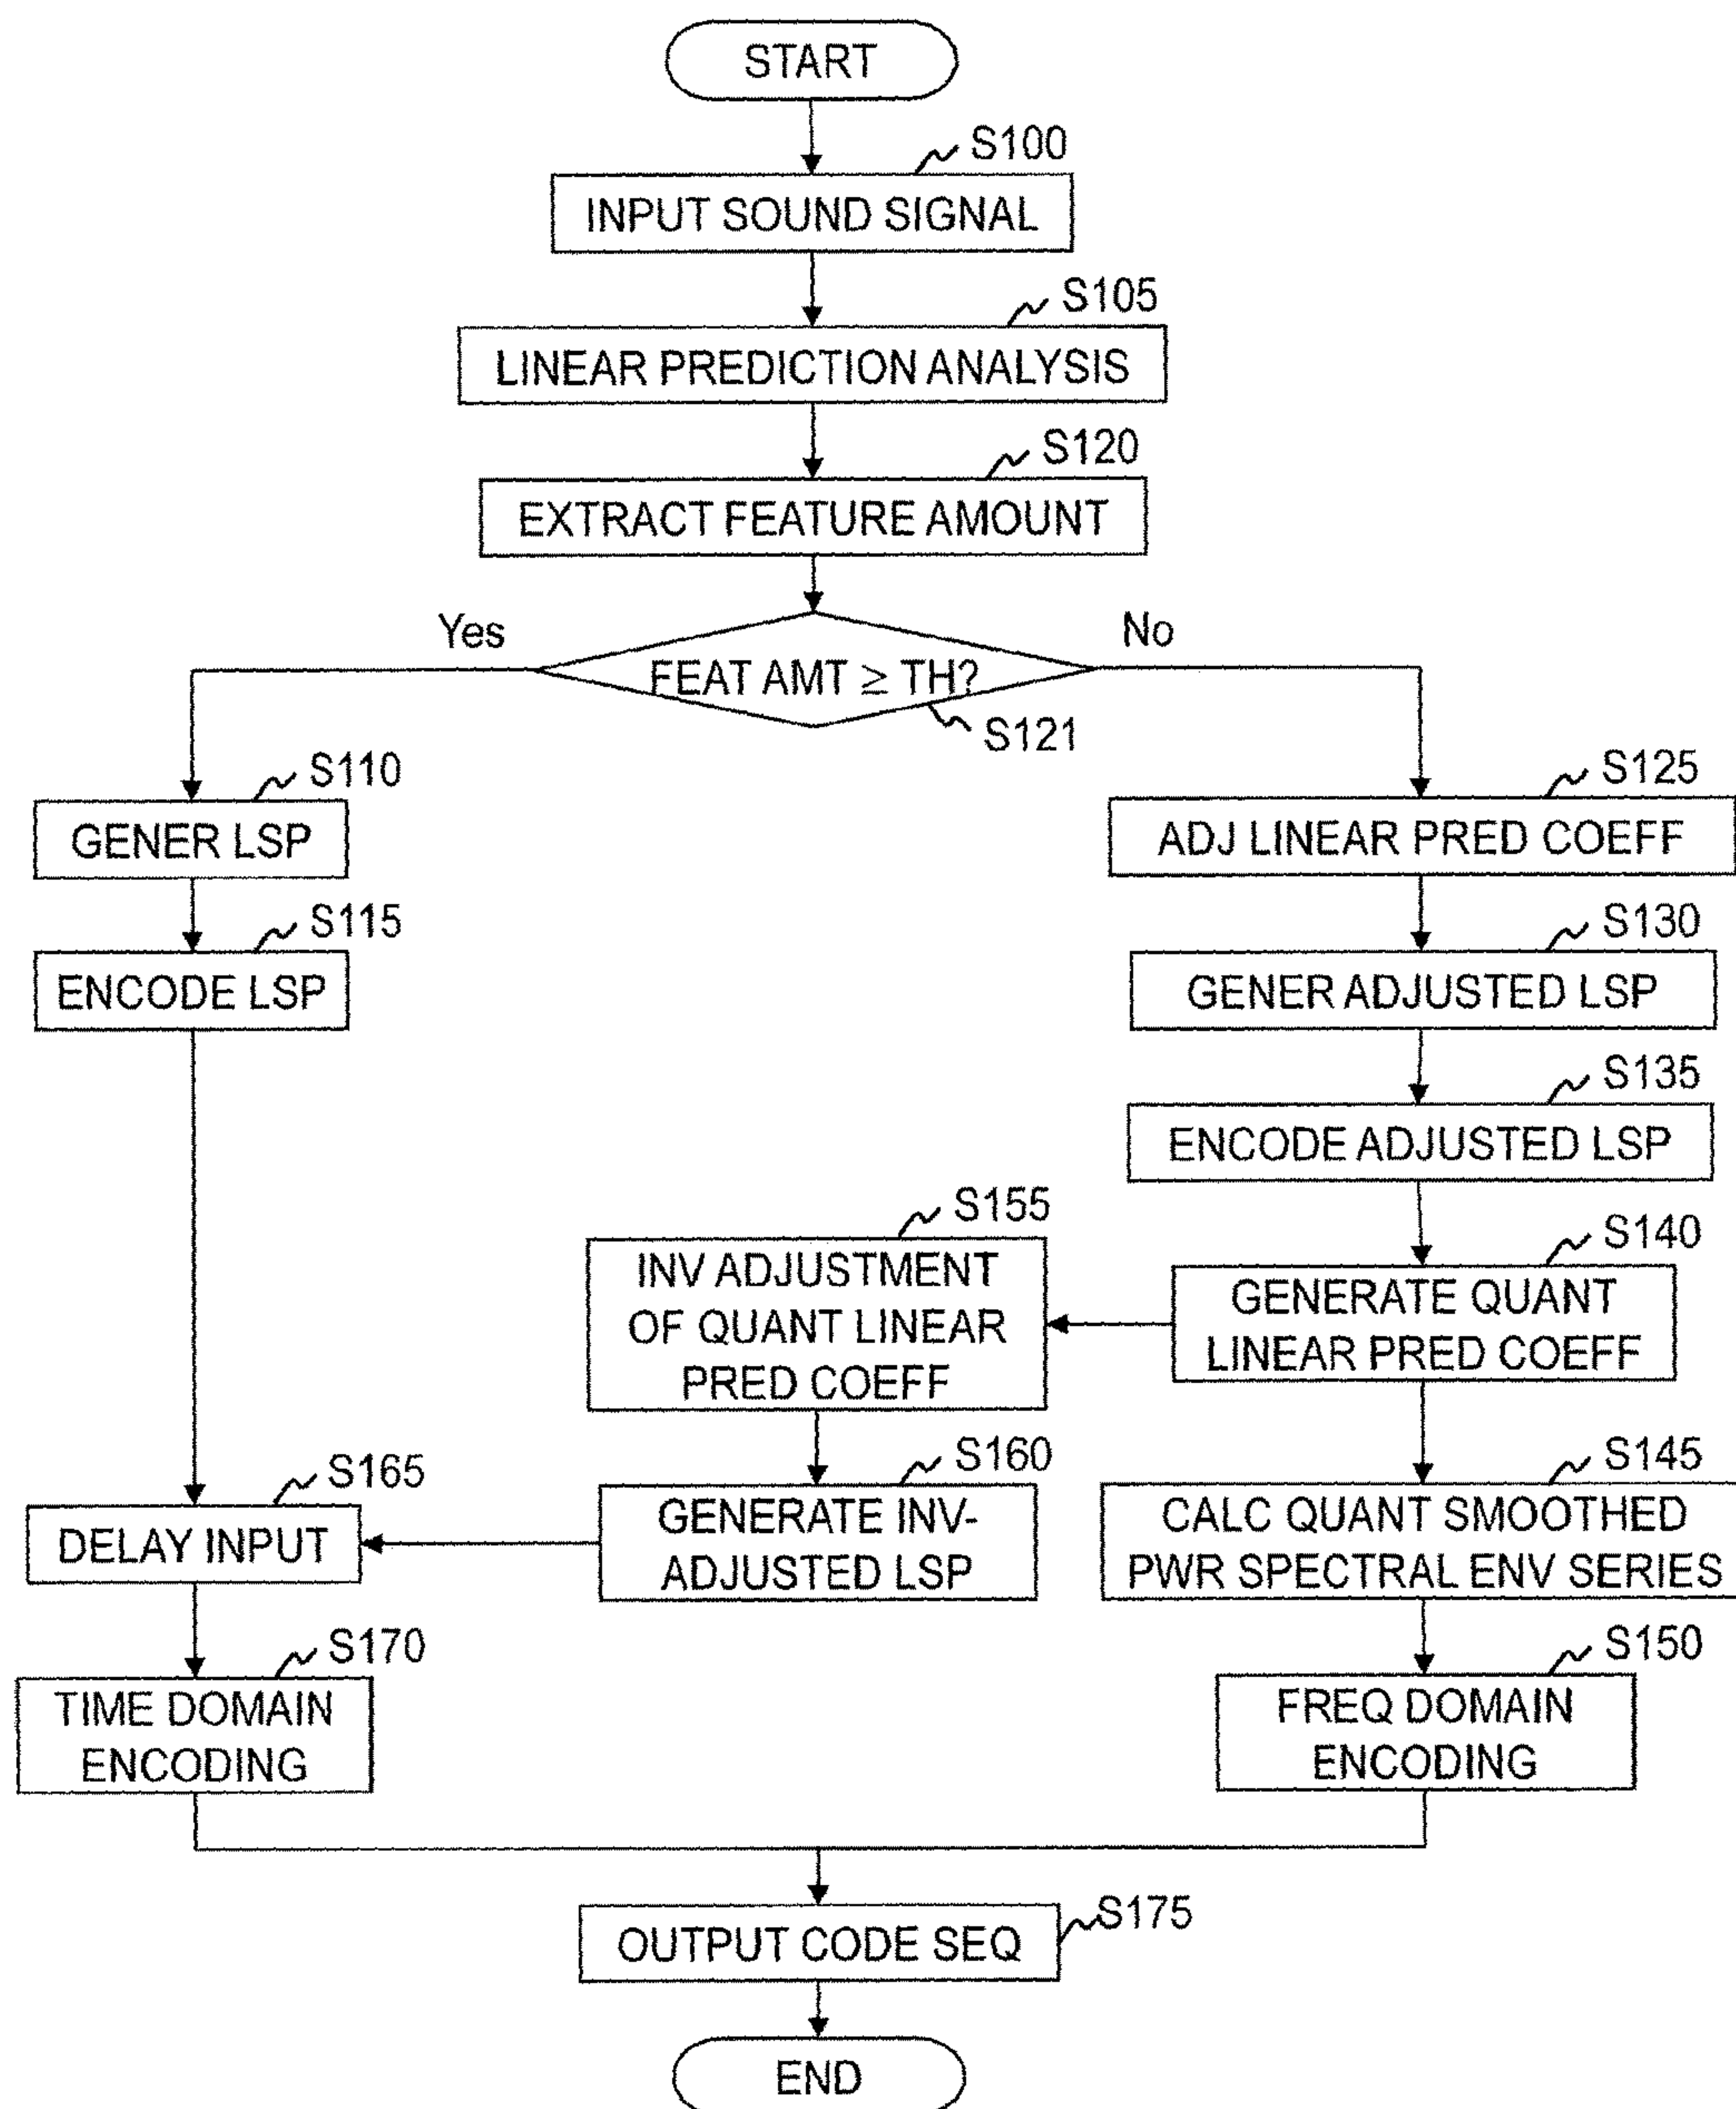 START
S100
INPUT SOUND SIGNAL
S105
LINEAR PREDICTION ANALYSIS
S120
EXTRACT FEATURE AMOUNT
Yes
No
FEAT AMT ≥ TH?
S121
S110
GENER LSP
S115
ENCODE LSP
S125
ADJ LINEAR PRED COEFF
S130
GENER ADJUSTED LSP
S135
ENCODE ADJUSTED LSP
S140
GENERATE QUANT
LINEAR PRED COEFF
S155
INV ADJUSTMENT
OF QUANT LINEAR
PRED COEFF
S160
GENERATE INV-
ADJUSTED LSP
S145
CALC QUANT SMOOTHED
PWR SPECTRAL ENV SERIES
S165
DELAY INPUT
S170
TIME DOMAIN
ENCODING
S150
FREQ DOMAIN
ENCODING
S175
OUTPUT CODE SEQ
END